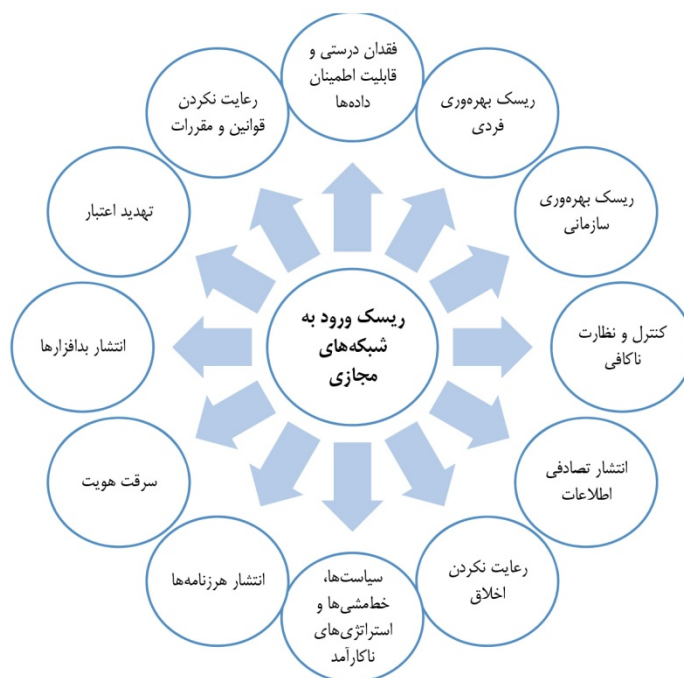 ریسک ورود به
شبکه‌های
مجازی
فقدان درستی و
قابلیت اطمینان
داده‌ها
ریسک بهره‌وری
فردی
ریسک بهره‌وری
سازمانی
کنترل و نظارت
ناکافی
انتشار تصادفی
اطلاعات
رعایت نکردن
اخلاق
سیاست‌ها،
خط‌مشی‌ها و
استراتژی‌های
ناکارآمد
انتشار هرزنامه‌ها
سرقت هویت
انتشار بدافزارها
تهدید اعتبار
رعایت نکردن
قوانین و مقررات